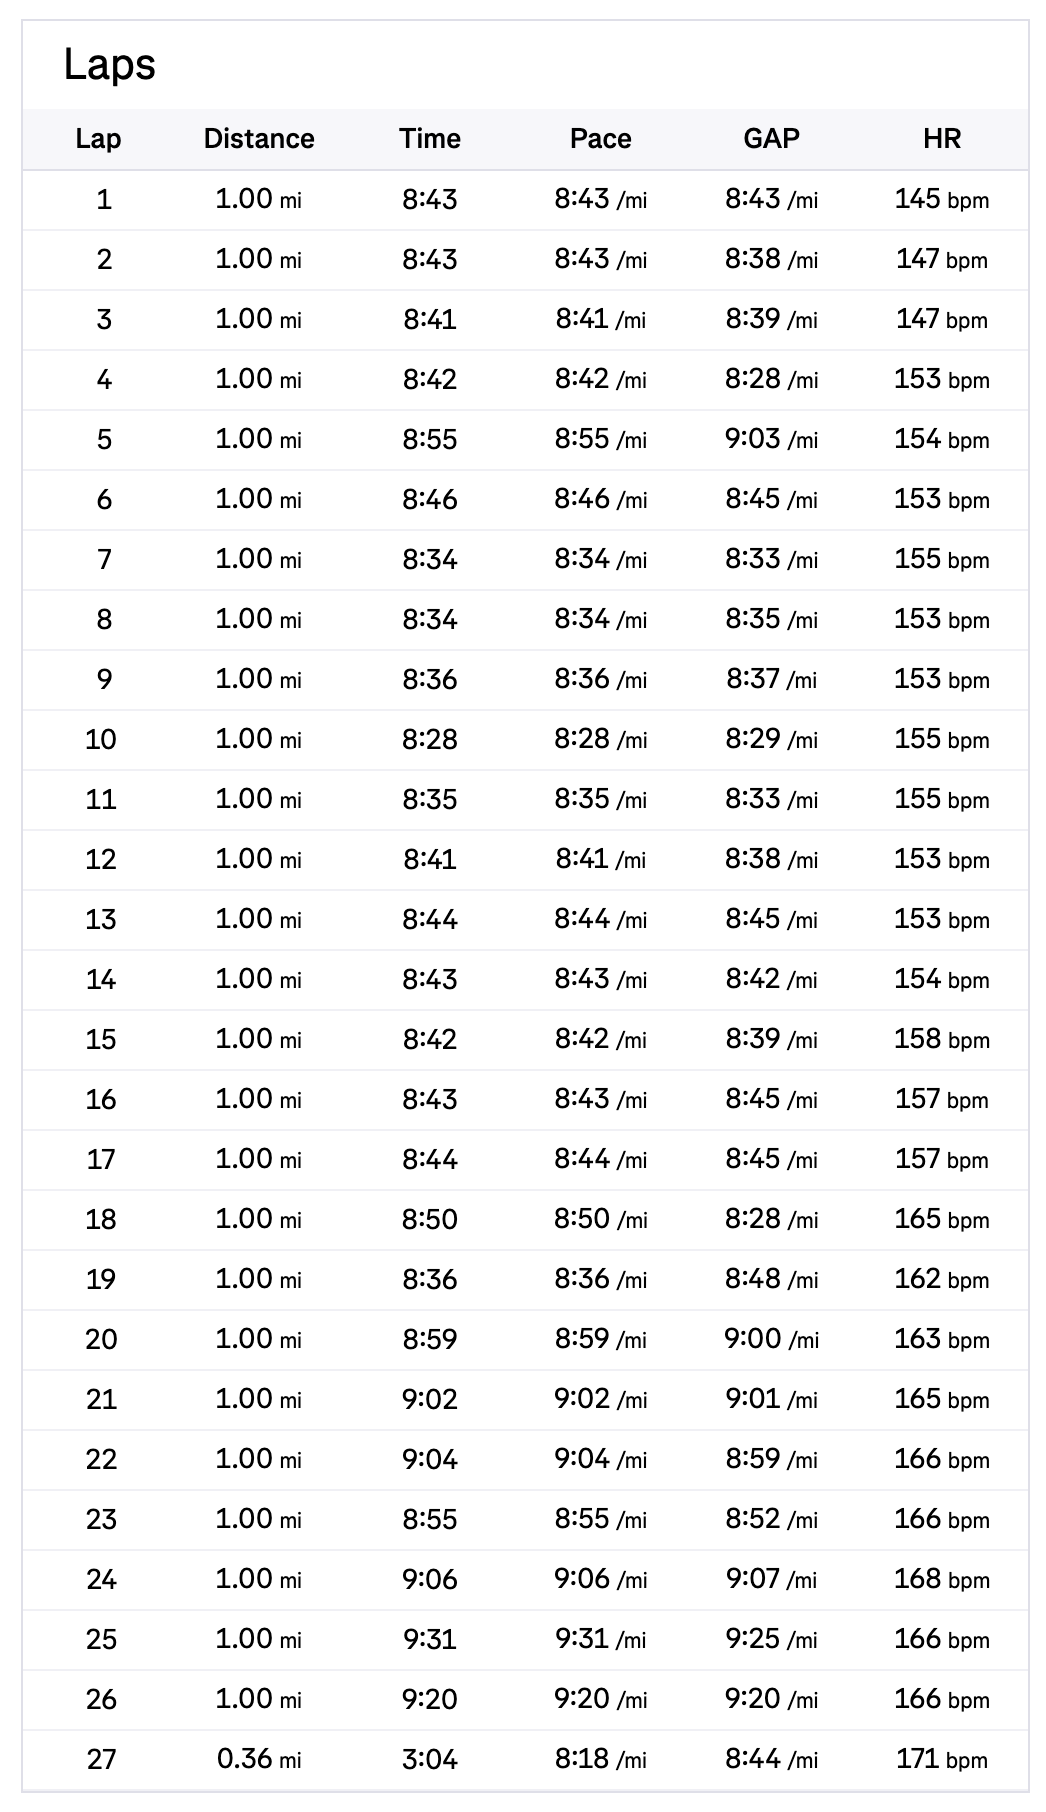 Laps
Lap Distance Time Pace GAP HR
1 1.00 mi 8:43 8:43 /mi 8:43 /mi 145 bpm
2 1.00 mi 8:43 8:43 /mi 8:38 /mi 147 bpm
3 1.00 mi 8:41 8:41 /mi 8:39 /mi 147 bpm
4 1.00 mi 8:42 8:42 /mi 8:28 /mi 153 bpm
5 1.00 mi 8:55 8:55 /mi 9:03 /mi 154 bpm
6 1.00 mi 8:46 8:46 /mi 8:45 /mi 153 bpm
7 1.00 mi 8:34 8:34 /mi 8:33 /mi 155 bpm
8 1.00 mi 8:34 8:34 /mi 8:35 /mi 153 bpm
9 1.00 mi 8:36 8:36 /mi 8:37 /mi 153 bpm
10 1.00 mi 8:28 8:28 /mi 8:29 /mi 155 bpm
11 1.00 mi 8:35 8:35 /mi 8:33 /mi 155 bpm
12 1.00 mi 8:41 8:41 /mi 8:38 /mi 153 bpm
13 1.00 mi 8:44 8:44 /mi 8:45 /mi 153 bpm
14 1.00 mi 8:43 8:43 /mi 8:42 /mi 154 bpm
15 1.00 mi 8:42 8:42 /mi 8:39 /mi 158 bpm
16 1.00 mi 8:43 8:43 /mi 8:45 /mi 157 bpm
17 1.00 mi 8:44 8:44 /mi 8:45 /mi 157 bpm
18 1.00 mi 8:50 8:50 /mi 8:28 /mi 165 bpm
19 1.00 mi 8:36 8:36 /mi 8:48 /mi 162 bpm
20 1.00 mi 8:59 8:59 /mi 9:00 /mi 163 bpm
21 1.00 mi 9:02 9:02 /mi 9:01 /mi 165 bpm
22 1.00 mi 9:04 9:04 /mi 8:59 /mi 166 bpm
23 1.00 mi 8:55 8:55 /mi 8:52 /mi 166 bpm
24 1.00 mi 9:06 9:06 /mi 9:07 /mi 168 bpm
25 1.00 mi 9:31 9:31 /mi 9:25 /mi 166 bpm
26 1.00 mi 9:20 9:20 /mi 9:20 /mi 166 bpm
27 0.36 mi 3:04 8:18 /mi 8:44 /mi 171 bpm